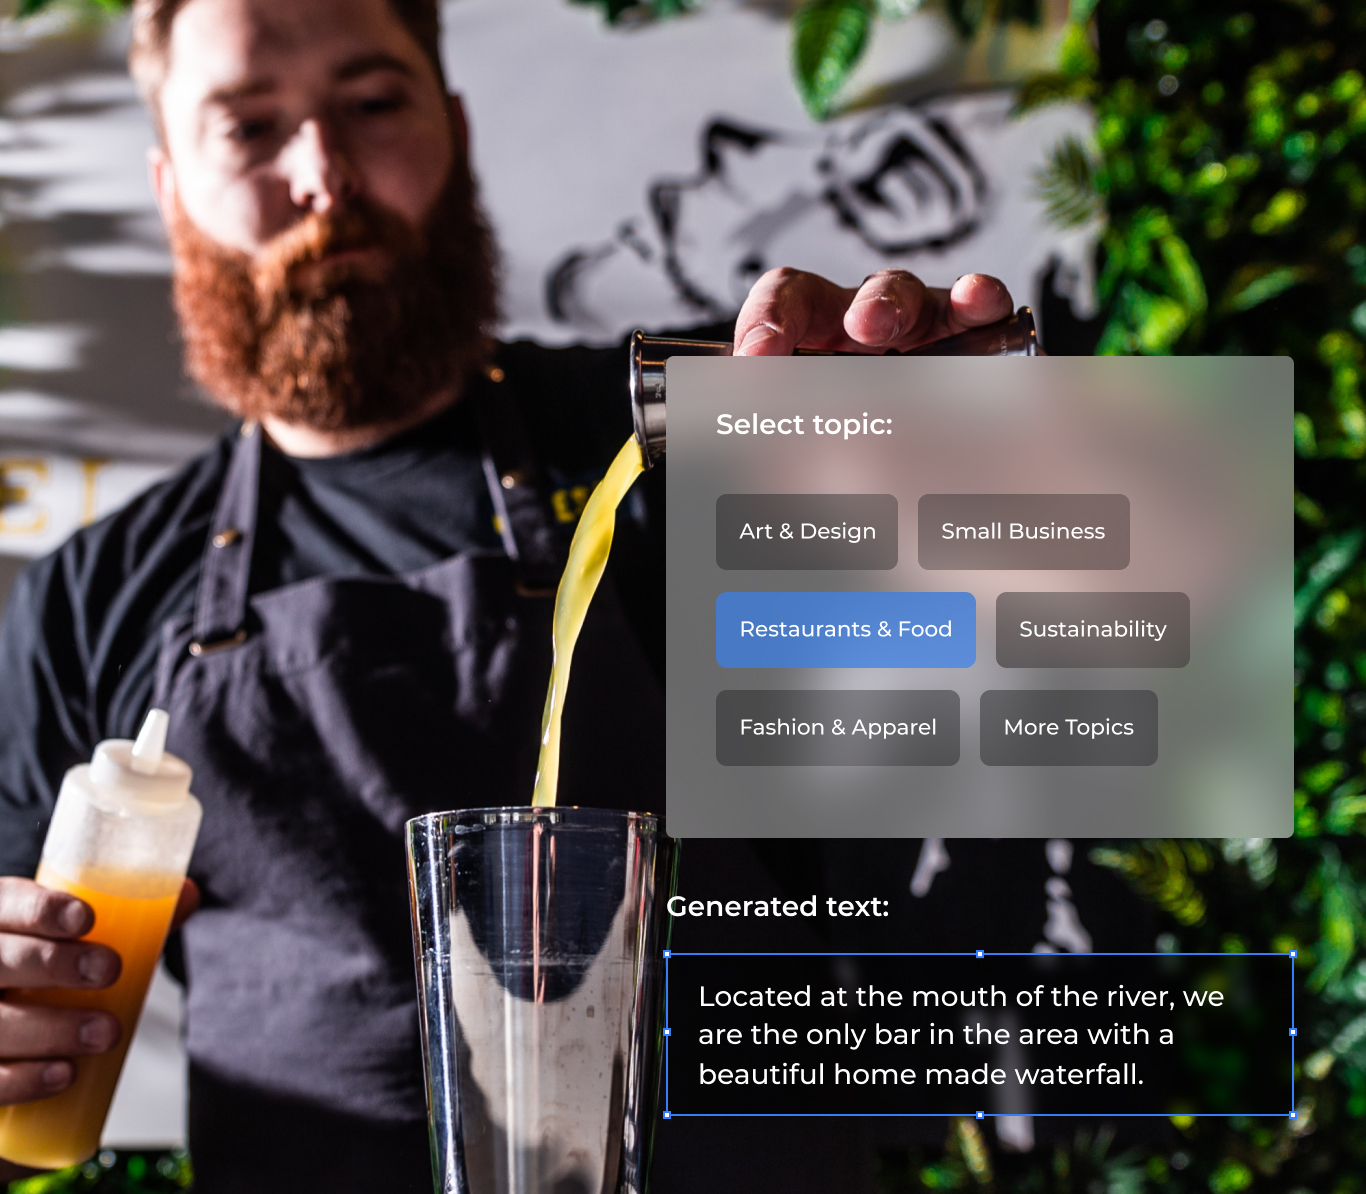 Select topic:
Art & Design
Small Business
Restaurants & Food
Sustainability
Fashion & Apparel
More Topics
Generated text:
Located at the mouth of the river, we
are the only bar in the area with a
beautiful home made waterfall.